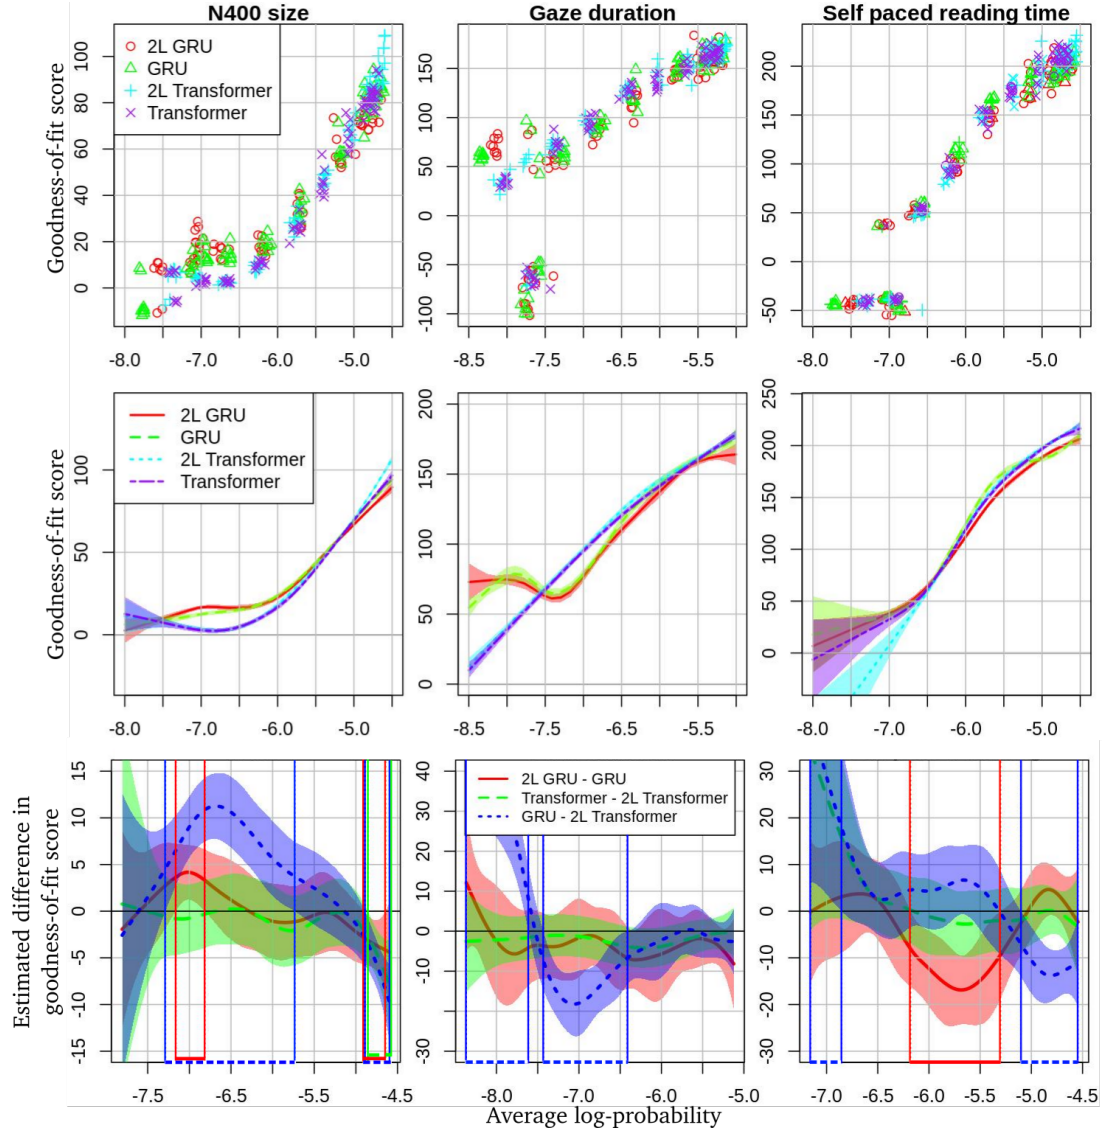 N400 size
Gaze duration
Self paced reading time
Goodness-of-fit score
2L GRU
GRU
2L Transformer
Transformer
0 20 40 60 80 100
-8.0 -7.0 -6.0 -5.0
-100 -50 0 50 100 150
-8.5 -7.5 -6.5 -5.5
-50 0 50 100 150 200
-8.0 -7.0 -6.0 -5.0
Goodness-of-fit score
2L GRU
GRU
2L Transformer
Transformer
0 50 100
-8.0 -7.0 -6.0 -5.0
0 50 100 150 200
-8.5 -7.5 -6.5 -5.5
0 50 100 150 200 250
-8.0 -7.0 -6.0 -5.0
Estimated difference in
goodness-of-fit score
-15 -10 -5 0 5 10 15
-7.5 -6.5 -5.5 -4.5
2L GRU - GRU
Transformer - 2L Transformer
GRU - 2L Transformer
-30 -10 0 10 20 30 40
-8.0 -7.0 -6.0 -5.0
-30 -20 -10 0 10 20 30
-7.0 -6.5 -6.0 -5.5 -5.0 -4.5
Average log-probability